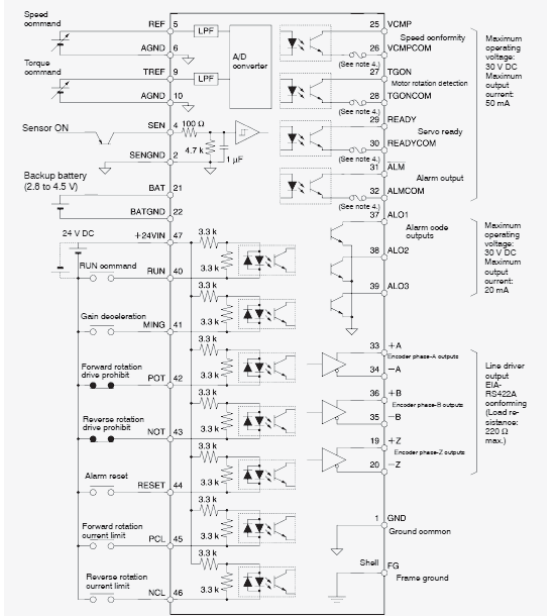 Speed command
REF 5
LPF
AGND 6
A/D converter
Torque command
TREF 9
LPF
AGND 10
Sensor ON
SEN 4
100 Ω
4.7 k
1 µF
SENGND 2
Backup battery
(2.8 to 4.5 V)
BAT 21
BATGND 22
24 V DC
+24VIN 47
3.3 k
RUN command
RUN 40
3.3 k
3.3 k
Gain deceleration
MING 41
3.3 k
3.3 k
Forward rotation
drive prohibit
POT 42
3.3 k
3.3 k
Reverse rotation
drive prohibit
NOT 43
3.3 k
3.3 k
Alarm reset
RESET 44
3.3 k
3.3 k
Forward rotation
current limit
PCL 45
3.3 k
3.3 k
Reverse rotation
current limit
NCL 46
3.3 k
25 VCMP
Speed conformity
26 VCMPCOM
(See note 4.)
27 TGON
Motor rotation detection
28 TGONCOM
(See note 4.)
29 READY
Servo ready
30 READYCOM
(See note 4.)
31 ALM
Alarm output
32 ALMCOM
(See note 4.)
Maximum
operating
voltage:
30 V DC
Maximum
output
current:
50 mA
37 ALO1
Alarm code
outputs
38 ALO2
39 ALO3
Maximum
operating
voltage:
30 V DC
Maximum
output
current:
20 mA
33 +A
Encoder phase-A outputs
34 −A
36 +B
Encoder phase-B outputs
35 −B
19 +Z
Encoder phase-Z outputs
20 −Z
Line driver
output
EIA-
RS422A
conforming
(Load re-
sistance:
220 Ω
max.)
1 GND
Ground common
Shell FG
Frame ground